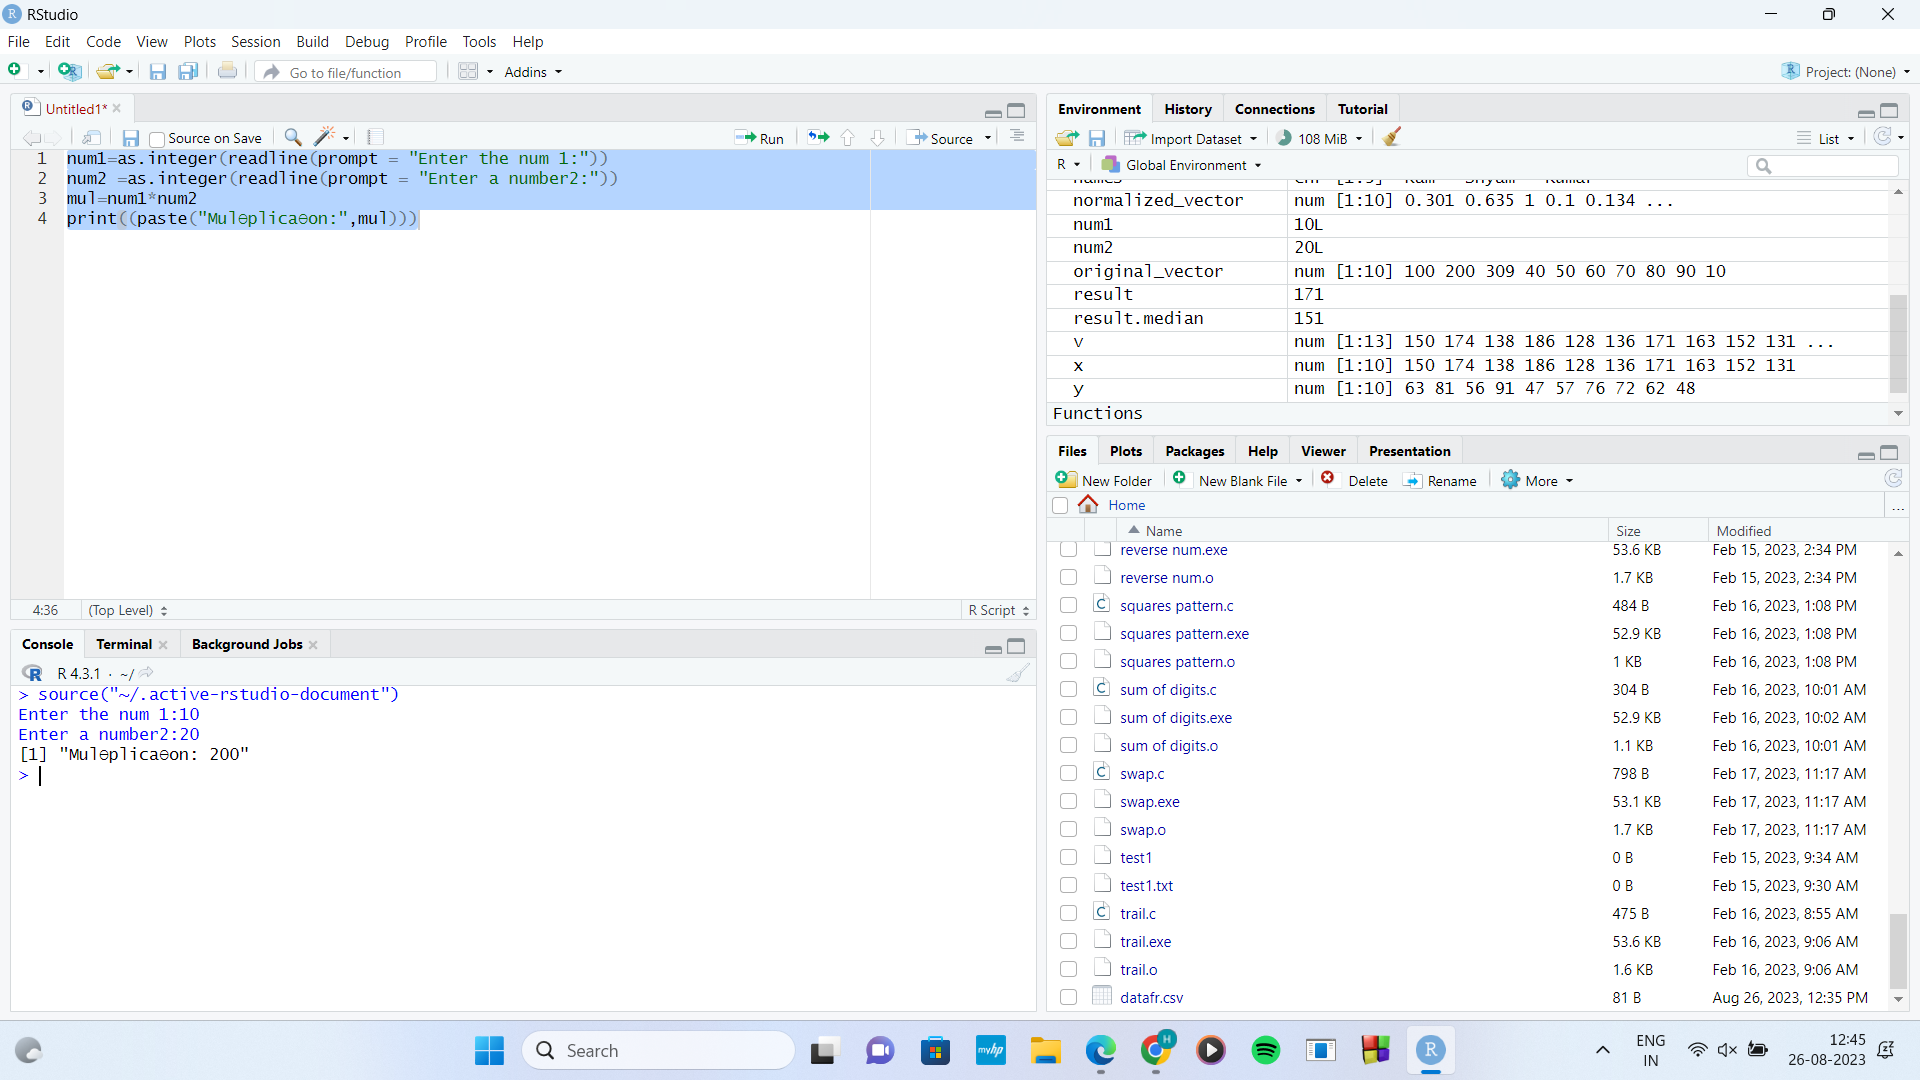 RStudio
File Edit Code View Plots Session Build Debug Profile Tools Help
Go to file/function Addins Project: (None)
Untitled1*
Source on Save Run Source
1 num1=as.integer(readline(prompt = "Enter the num 1:"))
2 num2 =as.integer(readline(prompt = "Enter a number2:"))
3 mul=num1*num2
4 print((paste("Mulɵplicaɵon:",mul)))
4:36 (Top Level) R Script
Console Terminal Background Jobs
R 4.3.1 · ~/
> source("~/.active-rstudio-document")
Enter the num 1:10
Enter a number2:20
[1] "Mulɵplicaɵon: 200"
>
Environment History Connections Tutorial
Import Dataset 108 MiB List
R Global Environment
normalized_vector num [1:10] 0.301 0.635 1 0.1 0.134 ...
num1 10L
num2 20L
original_vector num [1:10] 100 200 309 40 50 60 70 80 90 10
result 171
result.median 151
v num [1:13] 150 174 138 186 128 136 171 163 152 131 ...
x num [1:10] 150 174 138 186 128 136 171 163 152 131
y num [1:10] 63 81 56 91 47 57 76 72 62 48
Functions
Files Plots Packages Help Viewer Presentation
New Folder New Blank File Delete Rename More
Home ...
Name Size Modified
reverse num.exe 53.6 KB Feb 15, 2023, 2:34 PM
reverse num.o 1.7 KB Feb 15, 2023, 2:34 PM
squares pattern.c 484 B Feb 16, 2023, 1:08 PM
squares pattern.exe 52.9 KB Feb 16, 2023, 1:08 PM
squares pattern.o 1 KB Feb 16, 2023, 1:08 PM
sum of digits.c 304 B Feb 16, 2023, 10:01 AM
sum of digits.exe 52.9 KB Feb 16, 2023, 10:02 AM
sum of digits.o 1.1 KB Feb 16, 2023, 10:01 AM
swap.c 798 B Feb 17, 2023, 11:17 AM
swap.exe 53.1 KB Feb 17, 2023, 11:17 AM
swap.o 1.7 KB Feb 17, 2023, 11:17 AM
test1 0 B Feb 15, 2023, 9:34 AM
test1.txt 0 B Feb 15, 2023, 9:30 AM
trail.c 475 B Feb 16, 2023, 8:55 AM
trail.exe 53.6 KB Feb 16, 2023, 9:06 AM
trail.o 1.6 KB Feb 16, 2023, 9:06 AM
datafr.csv 81 B Aug 26, 2023, 12:35 PM
Search myhp H R ENG 12:45
IN 26-08-2023